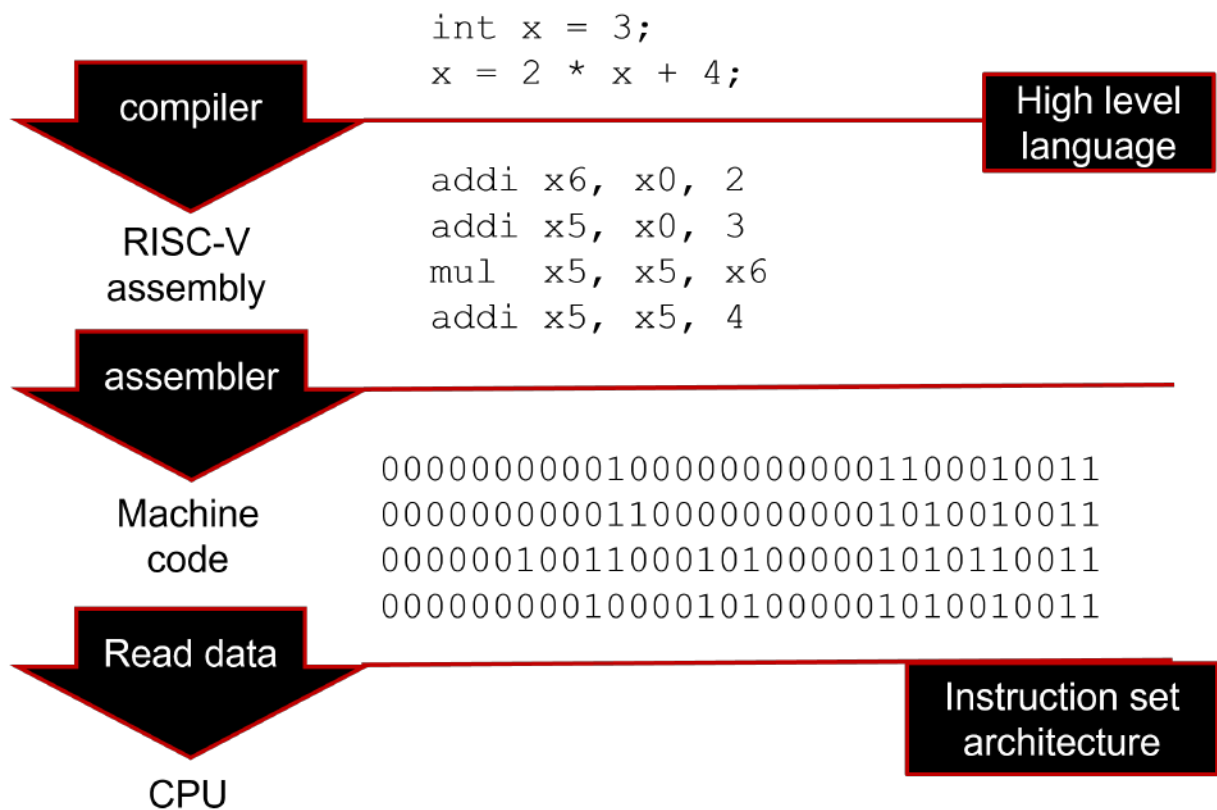 int x = 3;
x = 2 * x + 4;
compiler
High level
language
addi x6, x0, 2
addi x5, x0, 3
mul  x5, x5, x6
addi x5, x5, 4
RISC-V
assembly
assembler
00000000001000000000001100010011
00000000001100000000001010010011
00000010011000101000001010110011
00000000010000101000001010010011
Machine
code
Read data
Instruction set
architecture
CPU